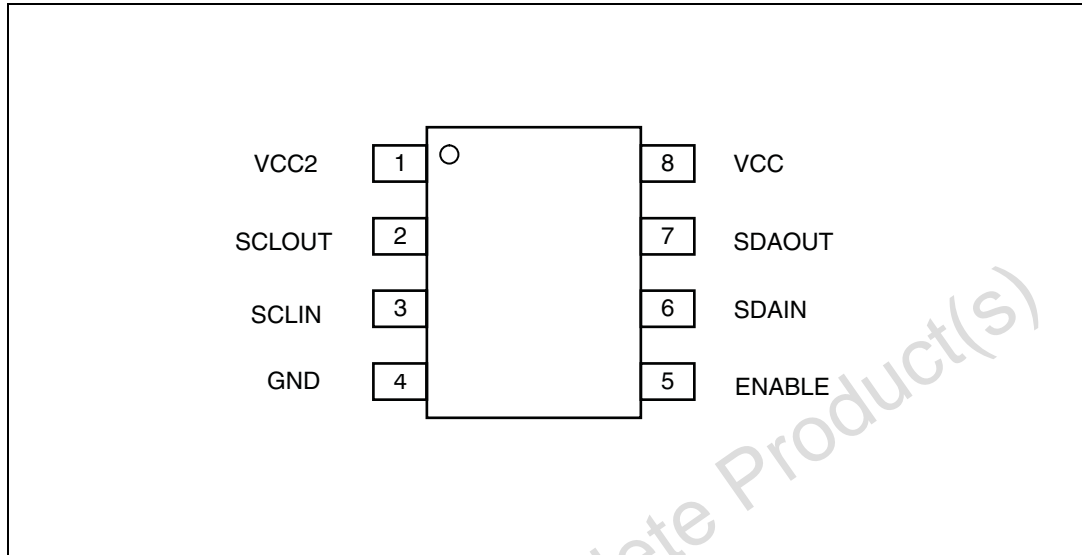 VCC2 1 8 VCC
SCLOUT 2 7 SDAOUT
SCLIN 3 6 SDAIN
GND 4 5 ENABLE
Product(s)